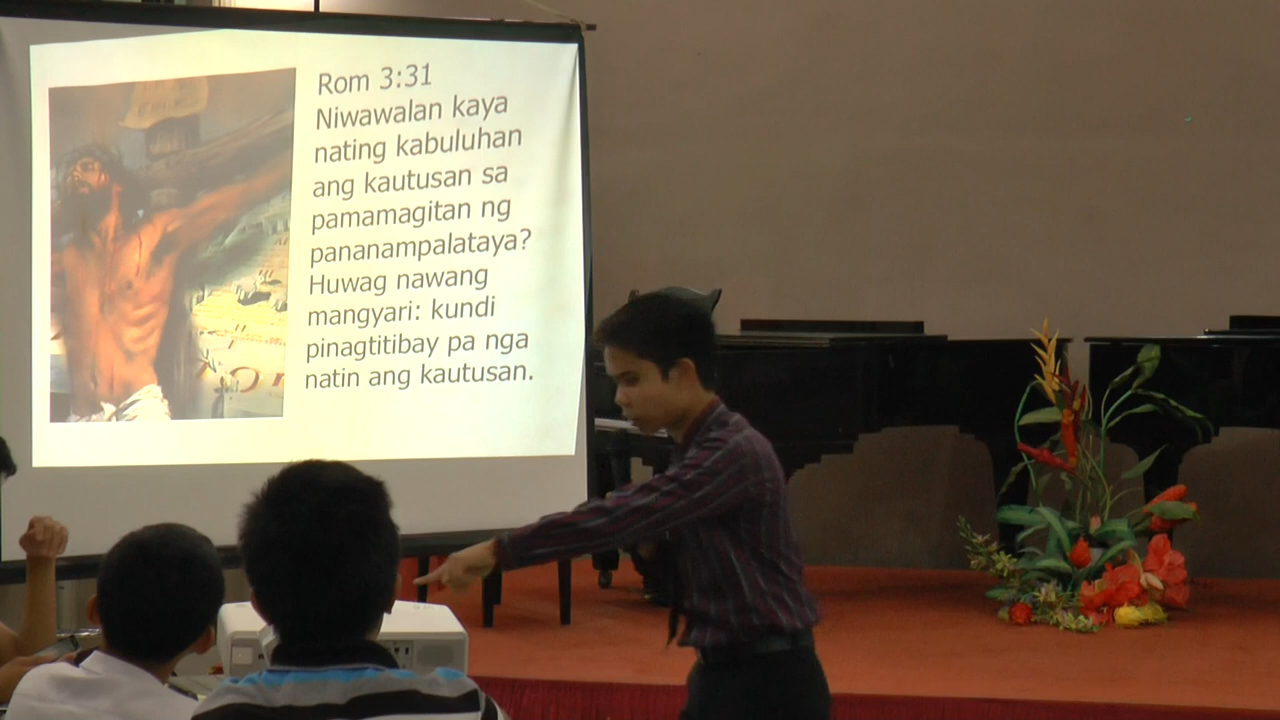 Rom 3:31
Niwawalan kaya
nating kabuluhan
ang kautusan sa
pamamagitan ng
pananampalataya?
Huwag nawang
mangyari: kundi
pinagtitibay pa nga
natin ang kautusan.